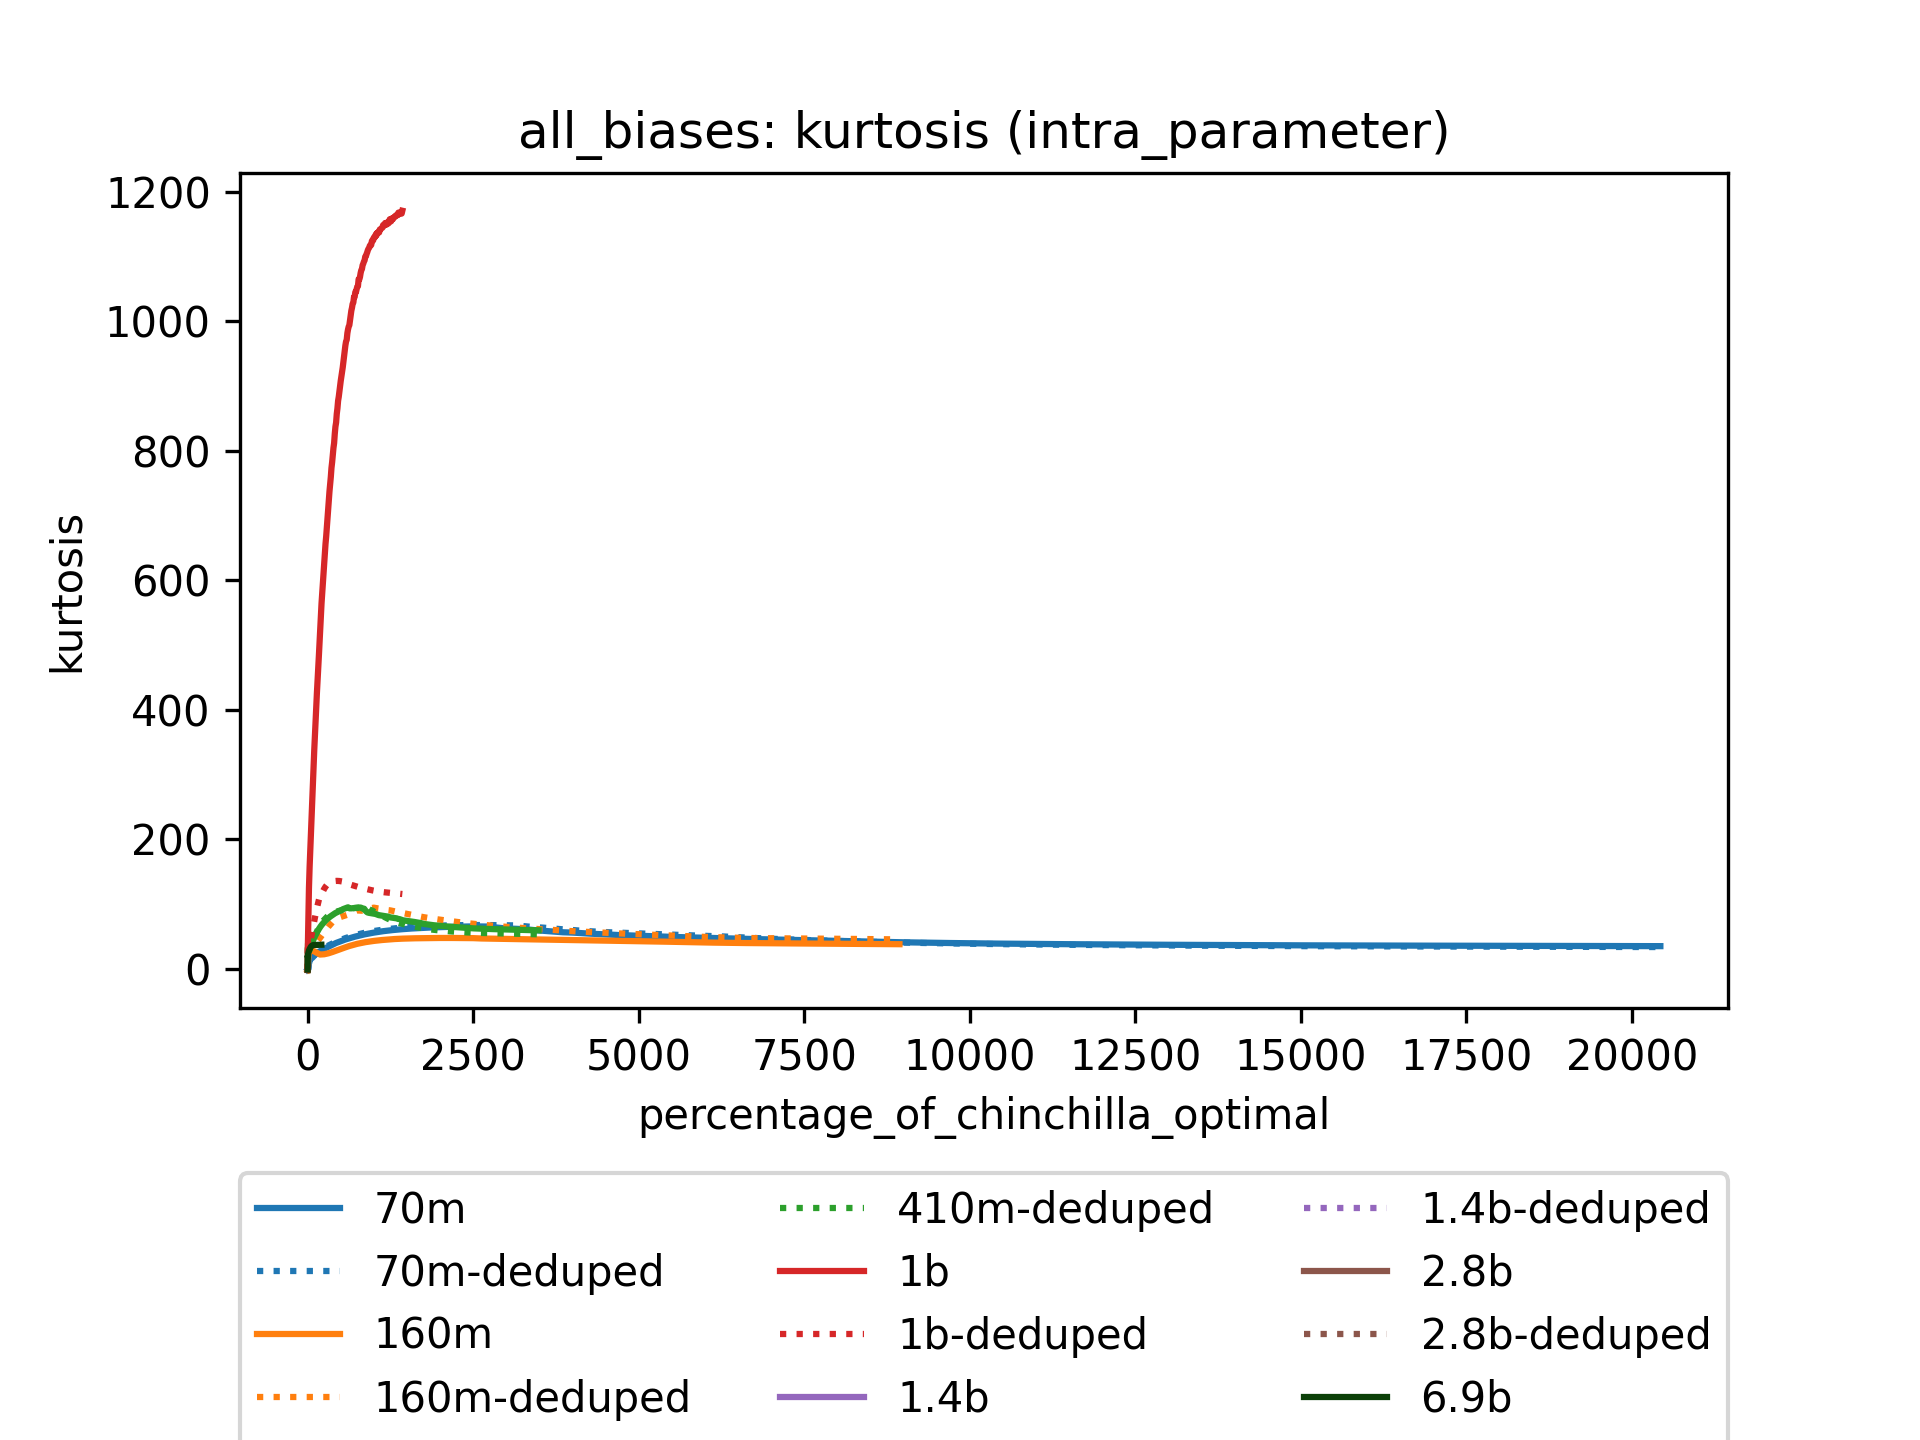 all_biases: kurtosis (intra_parameter)
1200
1000
800
600
400
200
0
kurtosis
0 2500 5000 7500 10000 12500 15000 17500 20000
percentage_of_chinchilla_optimal
70m 410m-deduped 1.4b-deduped
70m-deduped 1b 2.8b
160m 1b-deduped 2.8b-deduped
160m-deduped 1.4b 6.9b